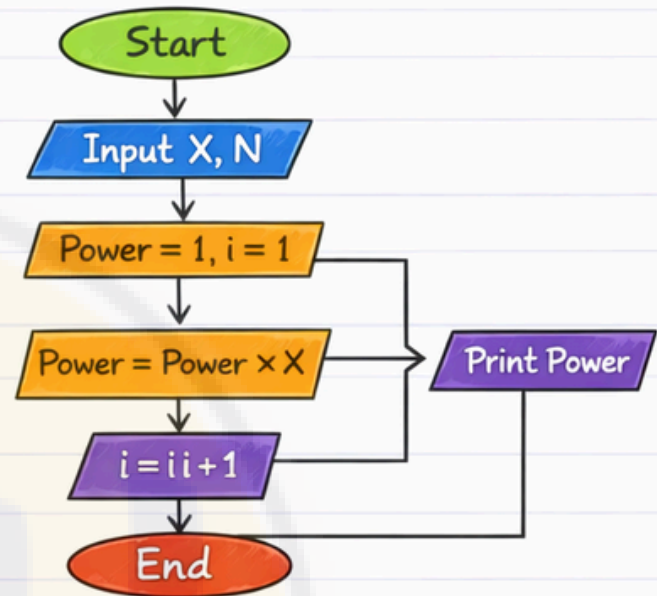 Start
Input X, N
Power = 1, i = 1
Power = Power × X
Print Power
i = ii + 1
End